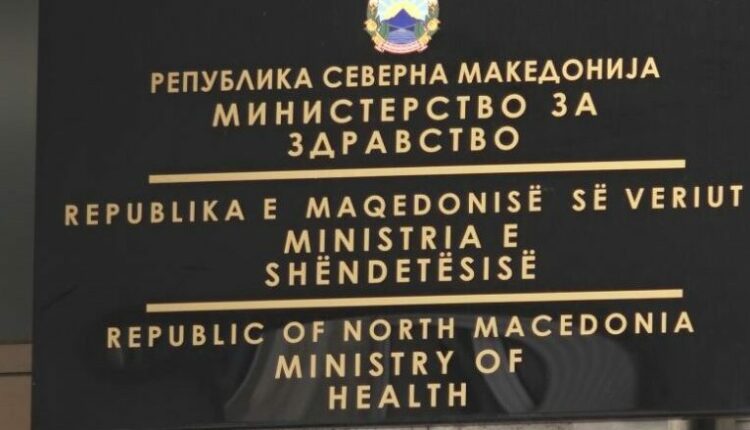 РЕПУБЛИКА СЕВЕРНА МАКЕДОНИЈА
МИНИСТЕРСТВО ЗА
ЗДРАВСТВО
REPUBLIKA E MAQEDONISË SË VERIUT
MINISTRIA E
SHËNDETËSISË
REPUBLIC OF NORTH MACEDONIA
MINISTRY OF
HEALTH